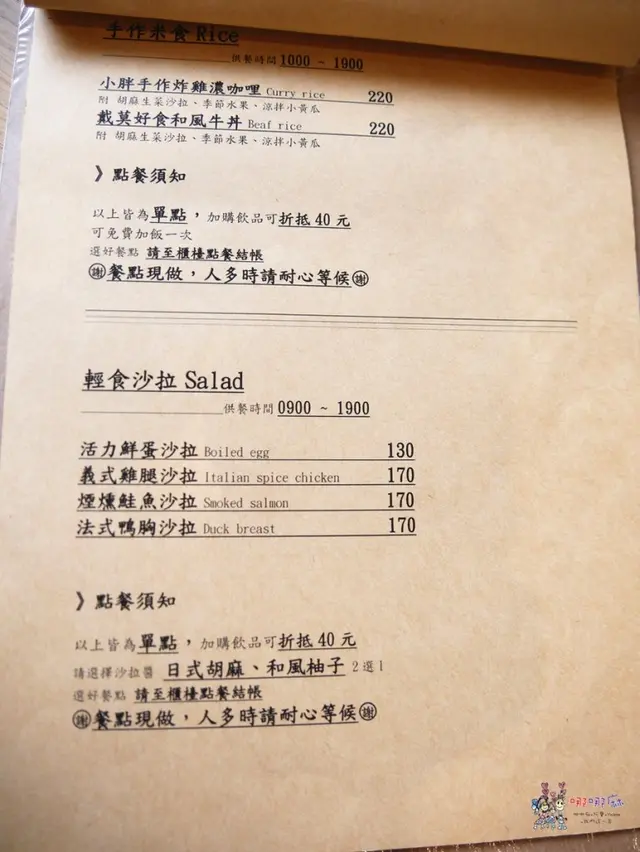 手作米食 Rice
供餐時間 1000 ~ 1900
小胖手作炸雞濃咖哩 Curry rice 220
附 胡麻生菜沙拉、季節水果、涼拌小黃瓜
戴莫好食和風牛丼 Beaf rice 220
附 胡麻生菜沙拉、季節水果、涼拌小黃瓜
》點餐須知
以上皆為單點，加購飲品可折抵 40 元
可免費加飯一次
選好餐點 請至櫃檯點餐結帳
謝 餐點現做，人多時請耐心等候 謝
輕食沙拉 Salad
供餐時間 0900 ~ 1900
活力鮮蛋沙拉 Boiled egg 130
義式雞腿沙拉 Italian spice chicken 170
煙燻鮭魚沙拉 Smoked salmon 170
法式鴨胸沙拉 Duck breast 170
》點餐須知
以上皆為單點，加購飲品可折抵 40 元
請選擇沙拉醬 日式胡麻、和風柚子 2選1
選好餐點 請至櫃檯點餐結帳
謝 餐點現做，人多時請耐心等候 謝
哪哪麻